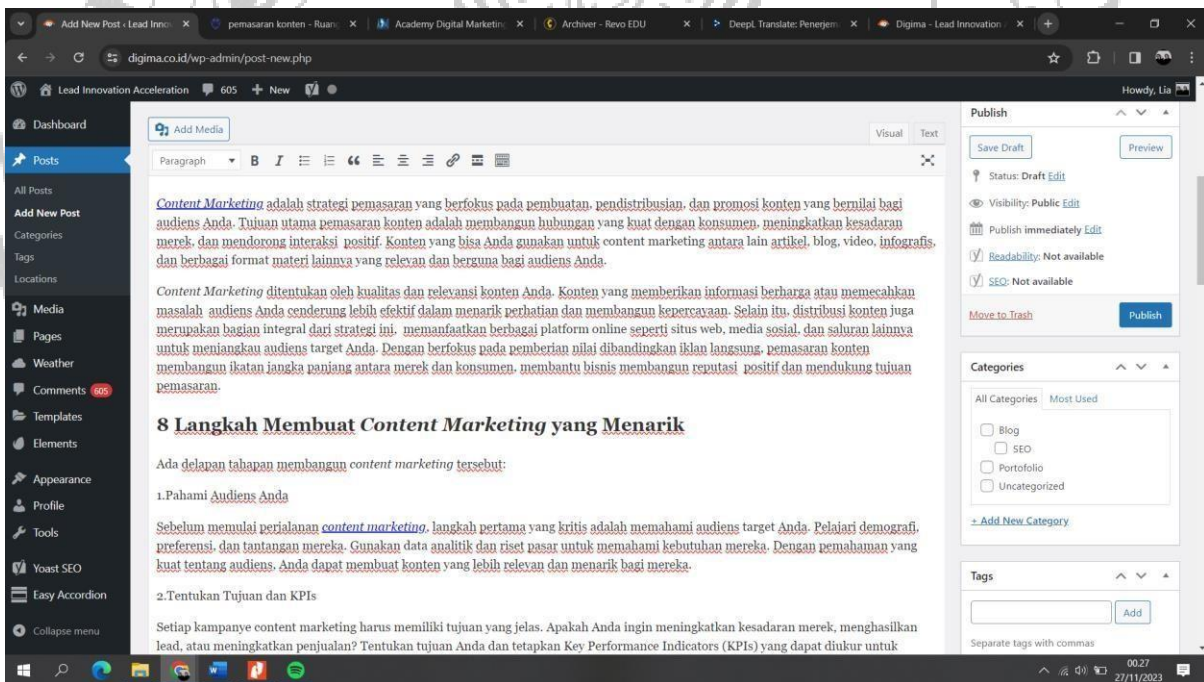 Add New Post ‹ Lead Inno
pemasaran konten - Ruan
Academy Digital Marketin
Archiver - Revo EDU
DeepL Translate: Penerjem
Digima - Lead Innovation
digima.co.id/wp-admin/post-new.php
Lead Innovation Acceleration
605
New
Howdy, Lia
Dashboard
Posts
All Posts
Add New Post
Categories
Tags
Locations
Media
Pages
Weather
Comments 605
Templates
Elements
Appearance
Profile
Tools
Yoast SEO
Easy Accordion
Collapse menu
Add Media
Visual
Text
Paragraph
Content Marketing adalah strategi pemasaran yang berfokus pada pembuatan, pendistribusian, dan promosi konten yang bernilai bagi
audiens Anda. Tujuan utama pemasaran konten adalah membangun hubungan yang kuat dengan konsumen, meningkatkan kesadaran
merek, dan mendorong interaksi positif. Konten yang bisa Anda gunakan untuk content marketing antara lain artikel, blog, video, infografis,
dan berbagai format materi lainnya yang relevan dan berguna bagi audiens Anda.
Content Marketing ditentukan oleh kualitas dan relevansi konten Anda. Konten yang memberikan informasi berharga atau memecahkan
masalah audiens Anda cenderung lebih efektif dalam menarik perhatian dan membangun kepercayaan. Selain itu, distribusi konten juga
merupakan bagian integral dari strategi ini, memanfaatkan berbagai platform online seperti situs web, media sosial, dan saluran lainnya
untuk menjangkau audiens target Anda. Dengan berfokus pada pemberian nilai dibandingkan iklan langsung, pemasaran konten
membangun ikatan jangka panjang antara merek dan konsumen, membantu bisnis membangun reputasi positif dan mendukung tujuan
pemasaran.
8 Langkah Membuat Content Marketing yang Menarik
Ada delapan tahapan membangun content marketing tersebut:
1.Pahami Audiens Anda
Sebelum memulai perjalanan content marketing, langkah pertama yang kritis adalah memahami audiens target Anda. Pelajari demografi,
preferensi, dan tantangan mereka. Gunakan data analitik dan riset pasar untuk memahami kebutuhan mereka. Dengan pemahaman yang
kuat tentang audiens, Anda dapat membuat konten yang lebih relevan dan menarik bagi mereka.
2.Tentukan Tujuan dan KPIs
Setiap kampanye content marketing harus memiliki tujuan yang jelas. Apakah Anda ingin meningkatkan kesadaran merek, menghasilkan
lead, atau meningkatkan penjualan? Tentukan tujuan Anda dan tetapkan Key Performance Indicators (KPIs) yang dapat diukur untuk
Publish
Save Draft
Preview
Status: Draft Edit
Visibility: Public Edit
Publish immediately Edit
Readability: Not available
SEO: Not available
Move to Trash
Publish
Categories
All Categories
Most Used
Blog
SEO
Portofolio
Uncategorized
+ Add New Category
Tags
Add
Separate tags with commas
00.27
27/11/2023